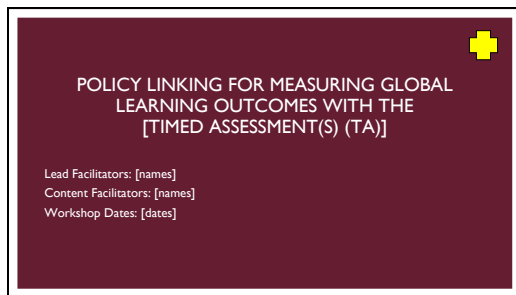 POLICY LINKING FOR MEASURING GLOBAL
LEARNING OUTCOMES WITH THE
[TIMED ASSESSMENT(S) (TA)]
Lead Facilitators: [names]
Content Facilitators: [names]
Workshop Dates: [dates]